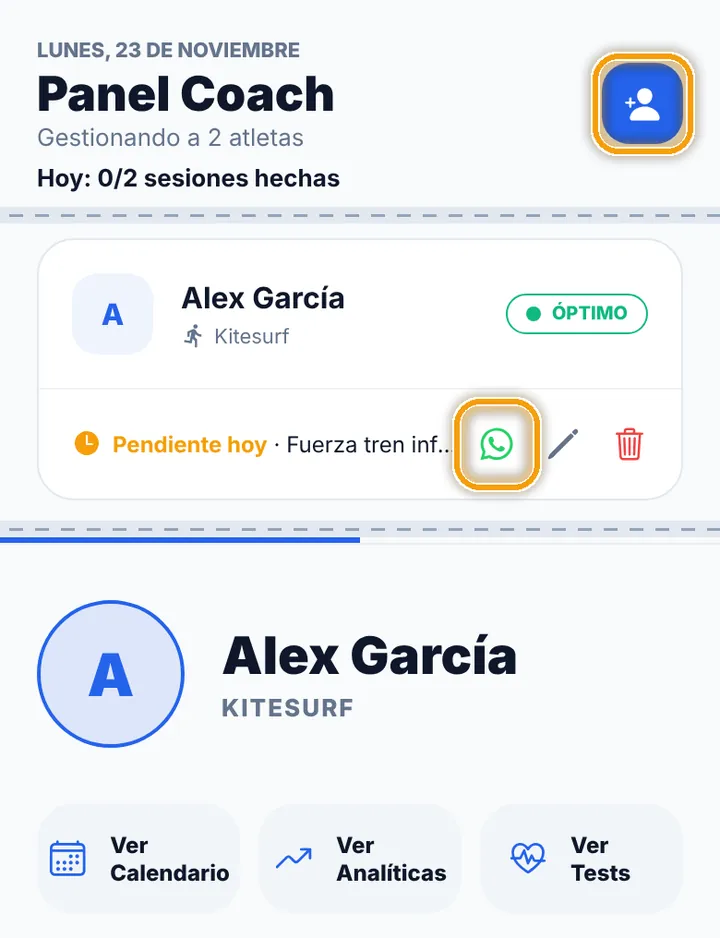 LUNES, 23 DE NOVIEMBRE
Panel Coach
Gestionando a 2 atletas
Hoy: 0/2 sesiones hechas
A
Alex García
Kitesurf
ÓPTIMO
Pendiente hoy · Fuerza tren inf...
A
Alex García
KITESURF
Ver
Calendario
Ver
Analíticas
Ver
Tests